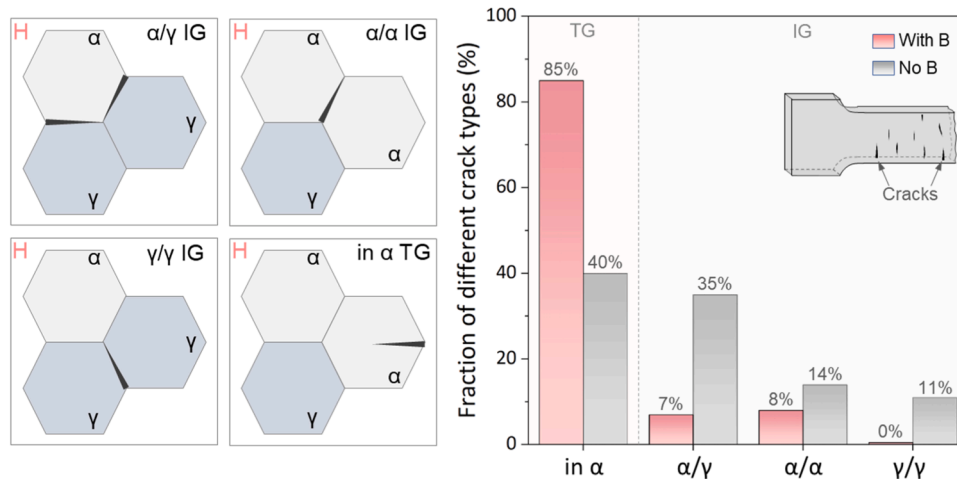 H
α
α/γ IG
γ
γ
H
α
α/α IG
α
γ
H
α
γ/γ IG
γ
γ
H
α
in α TG
α
γ
Fraction of different crack types (%)
100
80
60
40
20
0
TG
IG
With B
No B
Cracks
85%
40%
7%
35%
8%
14%
0%
11%
in α
α/γ
α/α
γ/γ